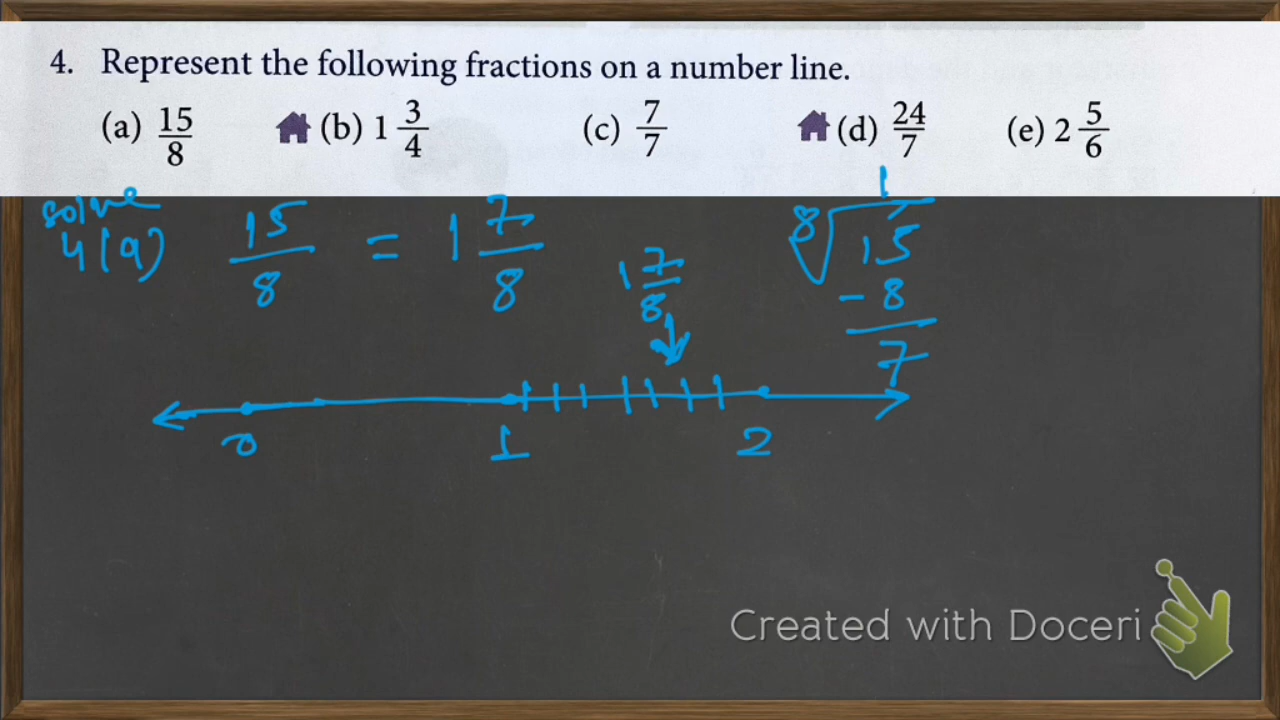 4. Represent the following fractions on a number line.
(a) 15/8 (b) 1 3/4 (c) 7/7 (d) 24/7 (e) 2 5/6
solve
4(a) 15/8 = 1 7/8
1 7/8
1
8 15
- 8
7
0 1 2
Created with Doceri